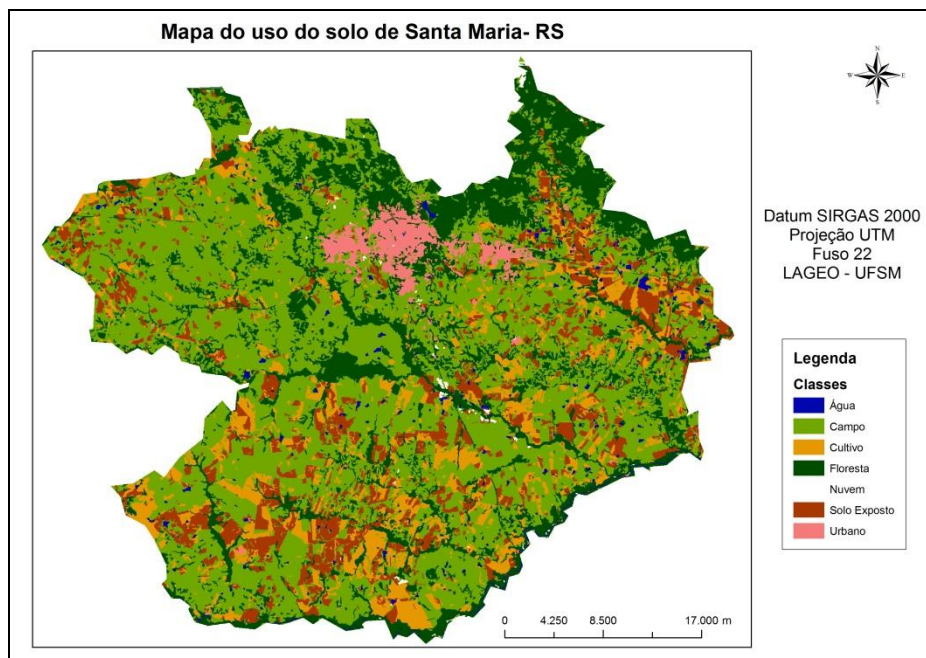 Mapa do uso do solo de Santa Maria- RS
N
W
E
S
Datum SIRGAS 2000
Projeção UTM
Fuso 22
LAGEO - UFSM
Legenda
Classes
Água
Campo
Cultivo
Floresta
Nuvem
Solo Exposto
Urbano
0 4.250 8.500 17.000 m